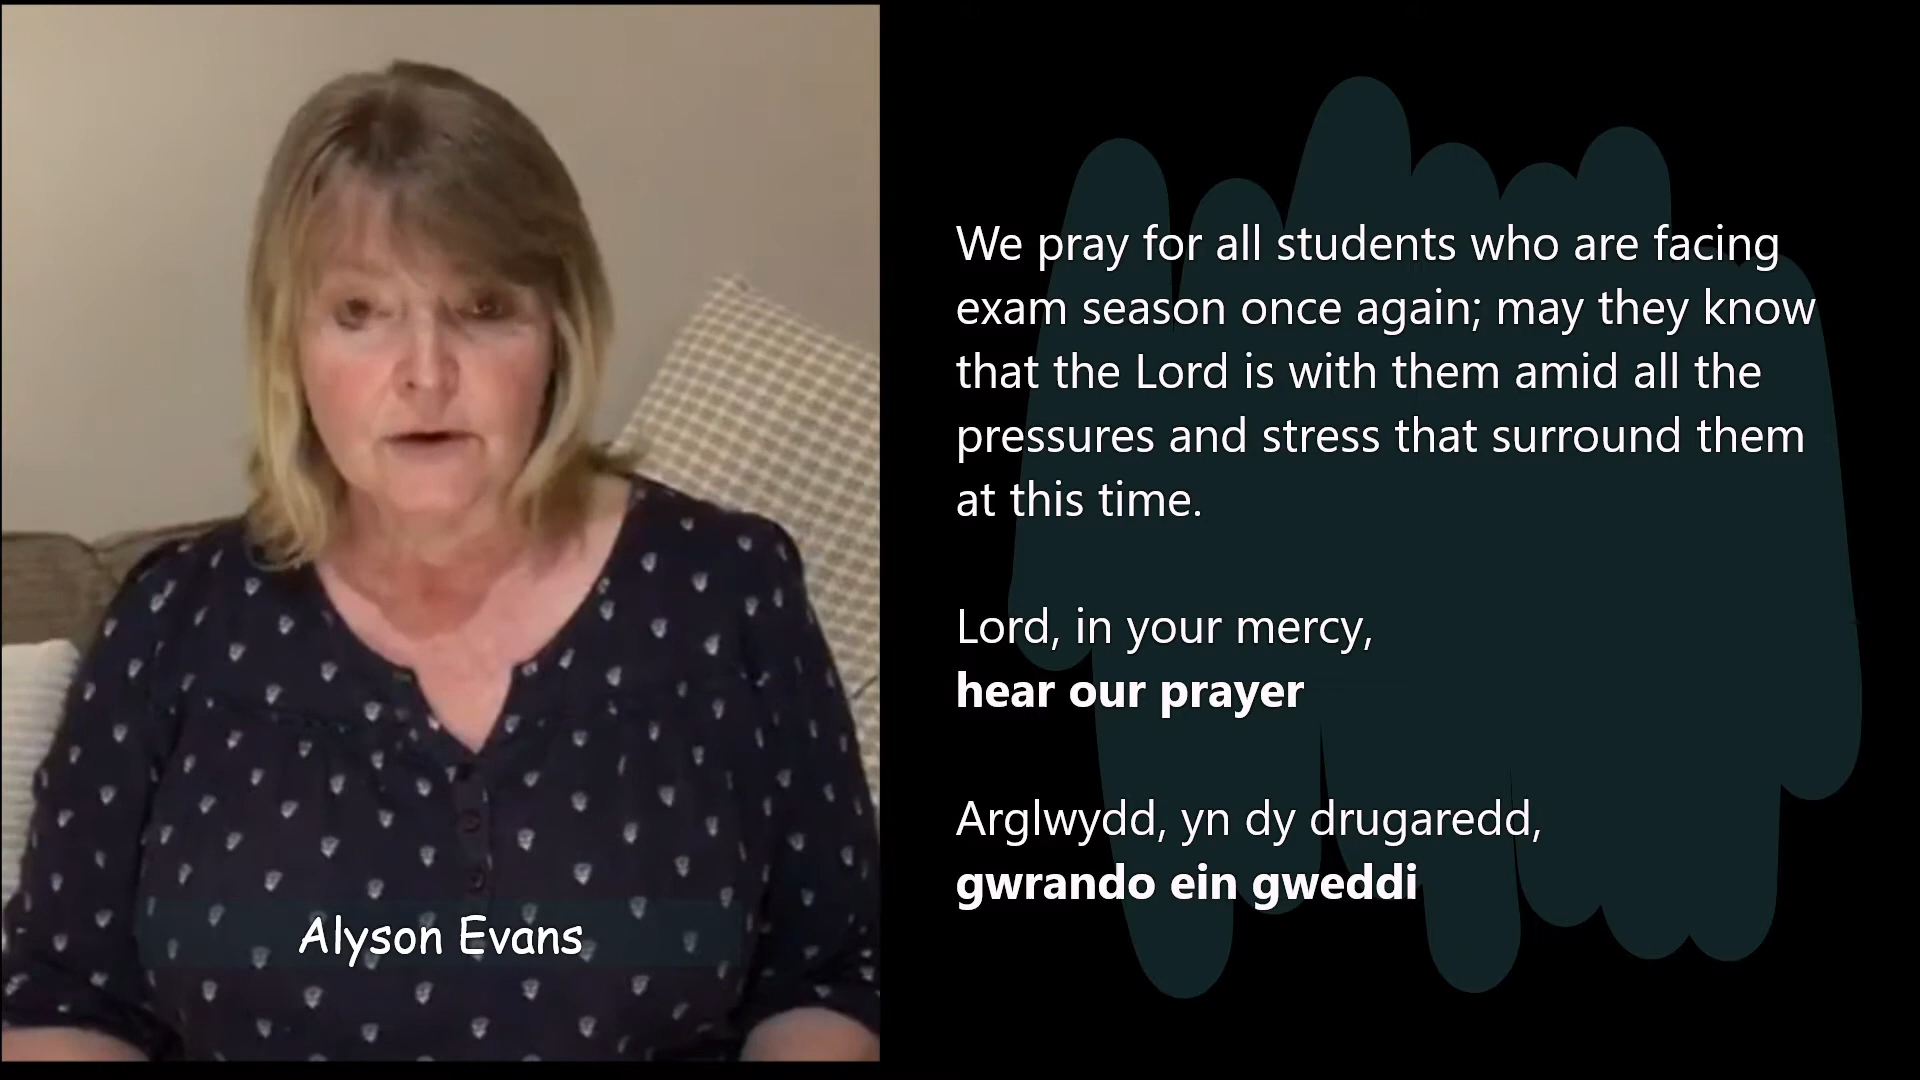 We pray for all students who are facing
exam season once again; may they know
that the Lord is with them amid all the
pressures and stress that surround them
at this time.
Lord, in your mercy,
hear our prayer
Arglwydd, yn dy drugaredd,
gwrando ein gweddi
Alyson Evans